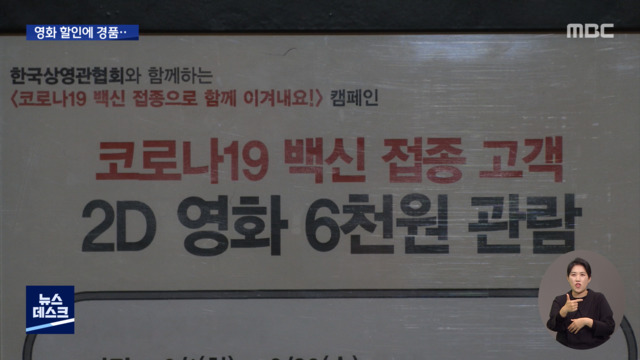 영화 할인에 경품..
MBC
한국상영관협회와 함께하는
<코로나19 백신 접종으로 함께 이겨내요!> 캠페인
코로나19 백신 접종 고객
2D 영화 6천원 관람
뉴스
데스크